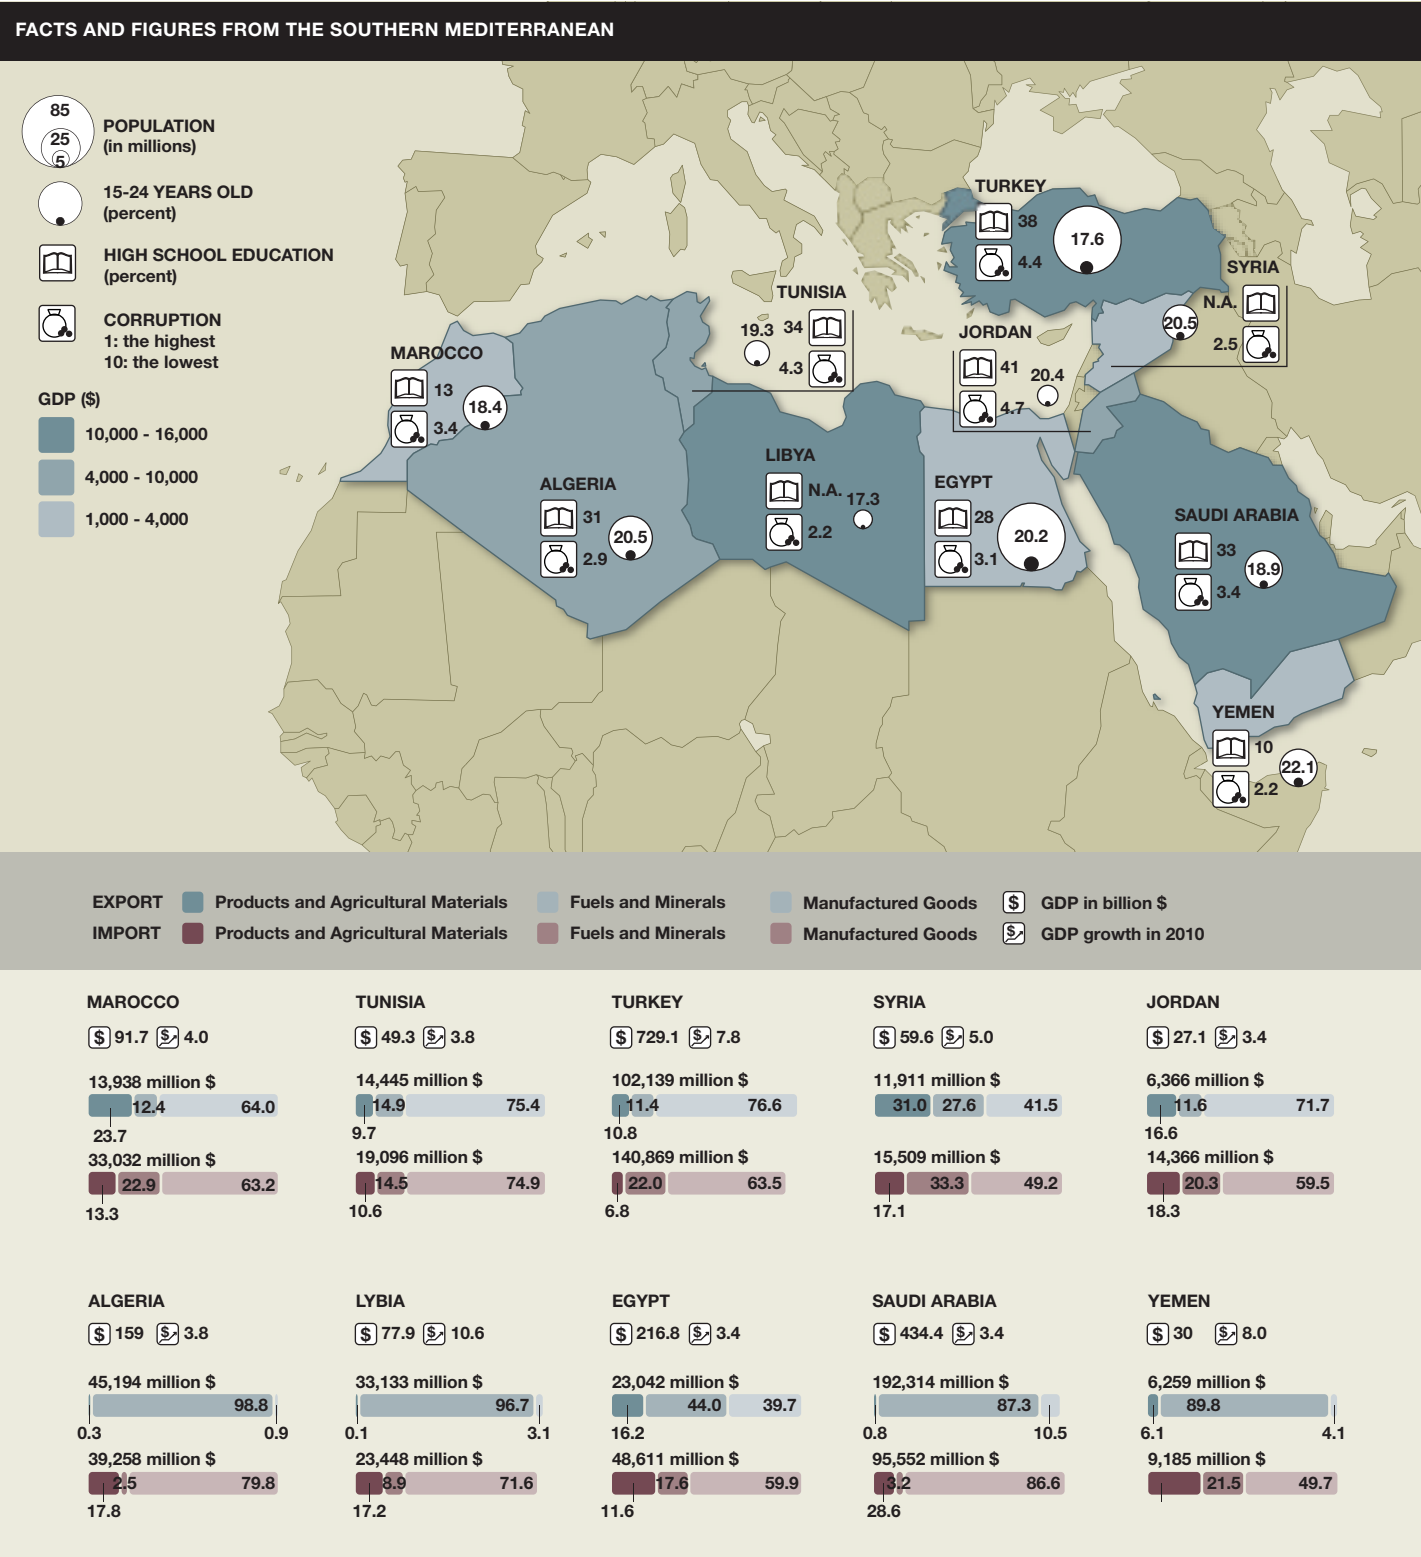 FACTS AND FIGURES FROM THE SOUTHERN MEDITERRANEAN
85
25
5
POPULATION
(in millions)
15-24 YEARS OLD
(percent)
HIGH SCHOOL EDUCATION
(percent)
CORRUPTION
1: the highest
10: the lowest
GDP ($)
10,000 - 16,000
4,000 - 10,000
1,000 - 4,000
TURKEY
38
4.4
17.6
SYRIA
N.A.
20.5
2.5
TUNISIA
19.3 34
4.3
JORDAN
41
20.4
4.7
MAROCCO
13
18.4
3.4
LIBYA
N.A. 17.3
2.2
ALGERIA
31
20.5
2.9
EGYPT
28
20.2
3.1
SAUDI ARABIA
33
18.9
3.4
YEMEN
10
22.1
2.2
EXPORT Products and Agricultural Materials Fuels and Minerals Manufactured Goods $ GDP in billion $
IMPORT Products and Agricultural Materials Fuels and Minerals Manufactured Goods $ GDP growth in 2010
MAROCCO
$ 91.7 $ 4.0
13,938 million $
12.4 64.0
23.7
33,032 million $
22.9 63.2
13.3
TUNISIA
$ 49.3 $ 3.8
14,445 million $
14.9 75.4
9.7
19,096 million $
14.5 74.9
10.6
TURKEY
$ 729.1 $ 7.8
102,139 million $
11.4 76.6
10.8
140,869 million $
22.0 63.5
6.8
SYRIA
$ 59.6 $ 5.0
11,911 million $
31.0 27.6 41.5
15,509 million $
33.3 49.2
17.1
JORDAN
$ 27.1 $ 3.4
6,366 million $
11.6 71.7
16.6
14,366 million $
20.3 59.5
18.3
ALGERIA
$ 159 $ 3.8
45,194 million $
98.8
0.3 0.9
39,258 million $
2.5 79.8
17.8
LYBIA
$ 77.9 $ 10.6
33,133 million $
96.7
0.1 3.1
23,448 million $
8.9 71.6
17.2
EGYPT
$ 216.8 $ 3.4
23,042 million $
44.0 39.7
16.2
48,611 million $
17.6 59.9
11.6
SAUDI ARABIA
$ 434.4 $ 3.4
192,314 million $
87.3
0.8 10.5
95,552 million $
3.2 86.6
28.6
YEMEN
$ 30 $ 8.0
6,259 million $
89.8
6.1 4.1
9,185 million $
21.5 49.7